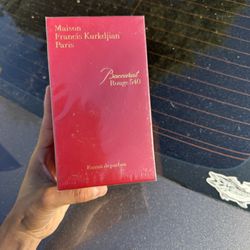 Maison
Francis Kurkdjian
Paris
Baccarat
Rouge 540
Extrait de parfum